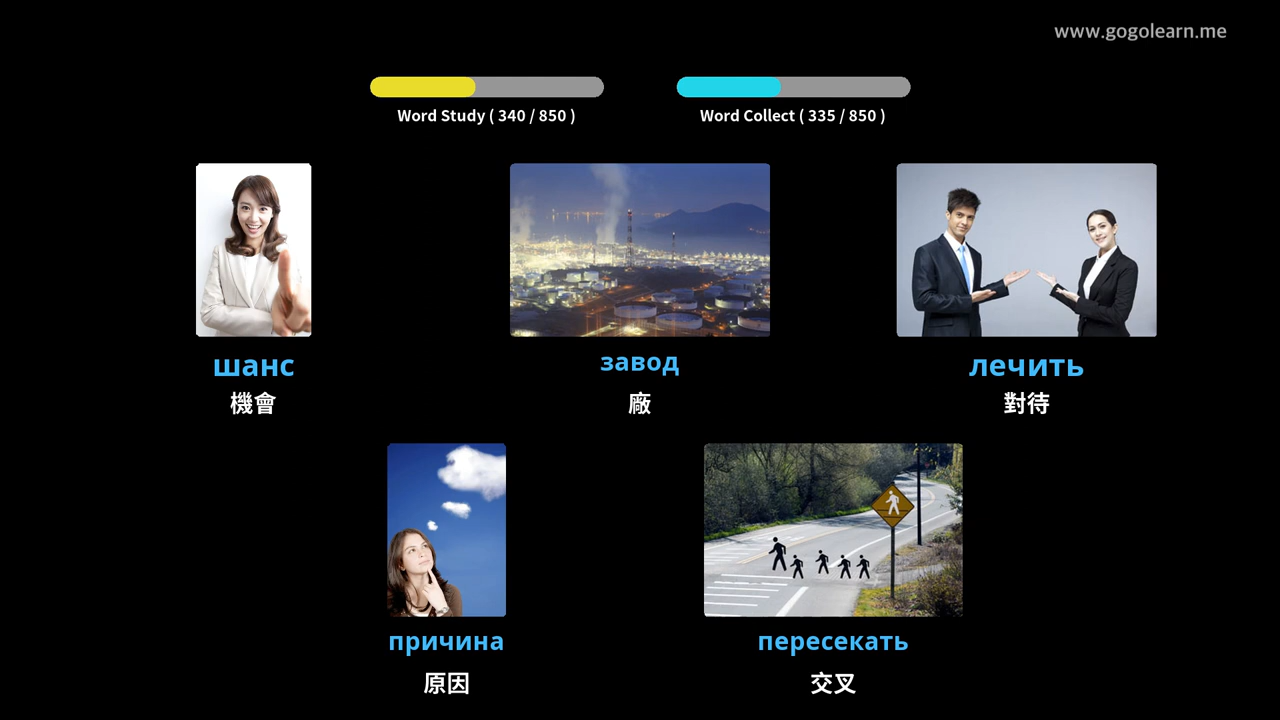 www.gogolearn.me
Word Study ( 340 / 850 )
Word Collect ( 335 / 850 )
шанс
機會
завод
廠
лечить
對待
причина
原因
пересекать
交叉